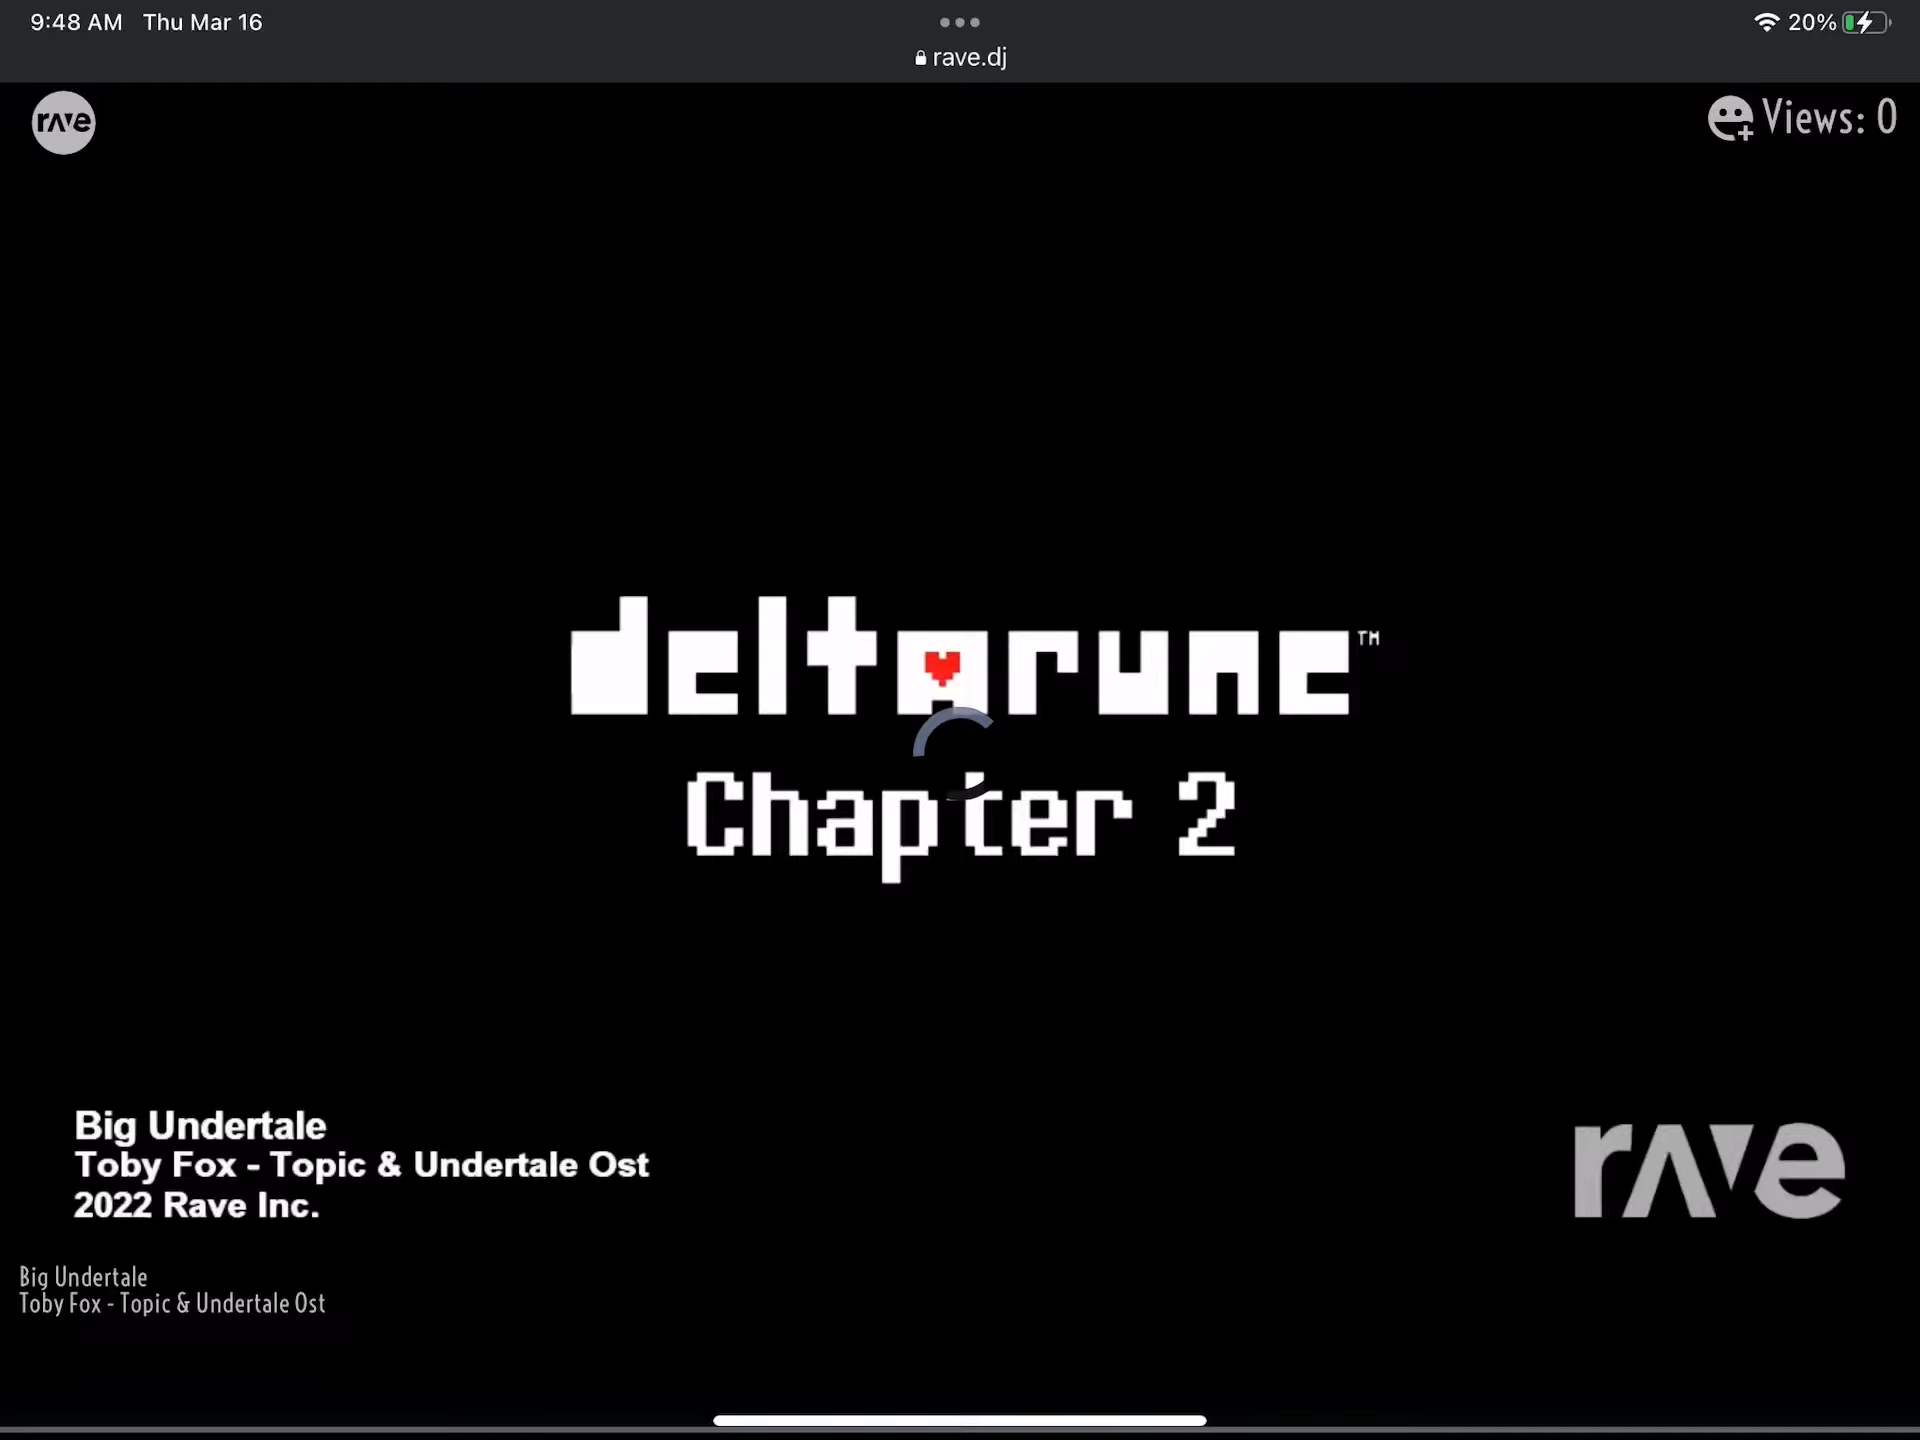 9:48 AM Thu Mar 16
20%
rave.dj
rave
Views: 0
deltarune™
Chapter 2
Big Undertale
Toby Fox - Topic & Undertale Ost
2022 Rave Inc.
rave
Big Undertale
Toby Fox - Topic & Undertale Ost